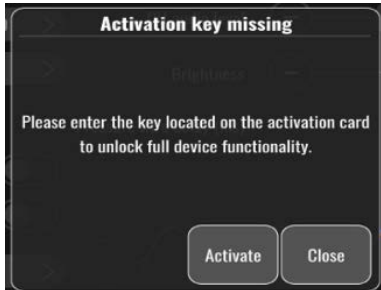 Activation key missing
Brightness
Please enter the key located on the activation card
to unlock full device functionality.
Activate
Close